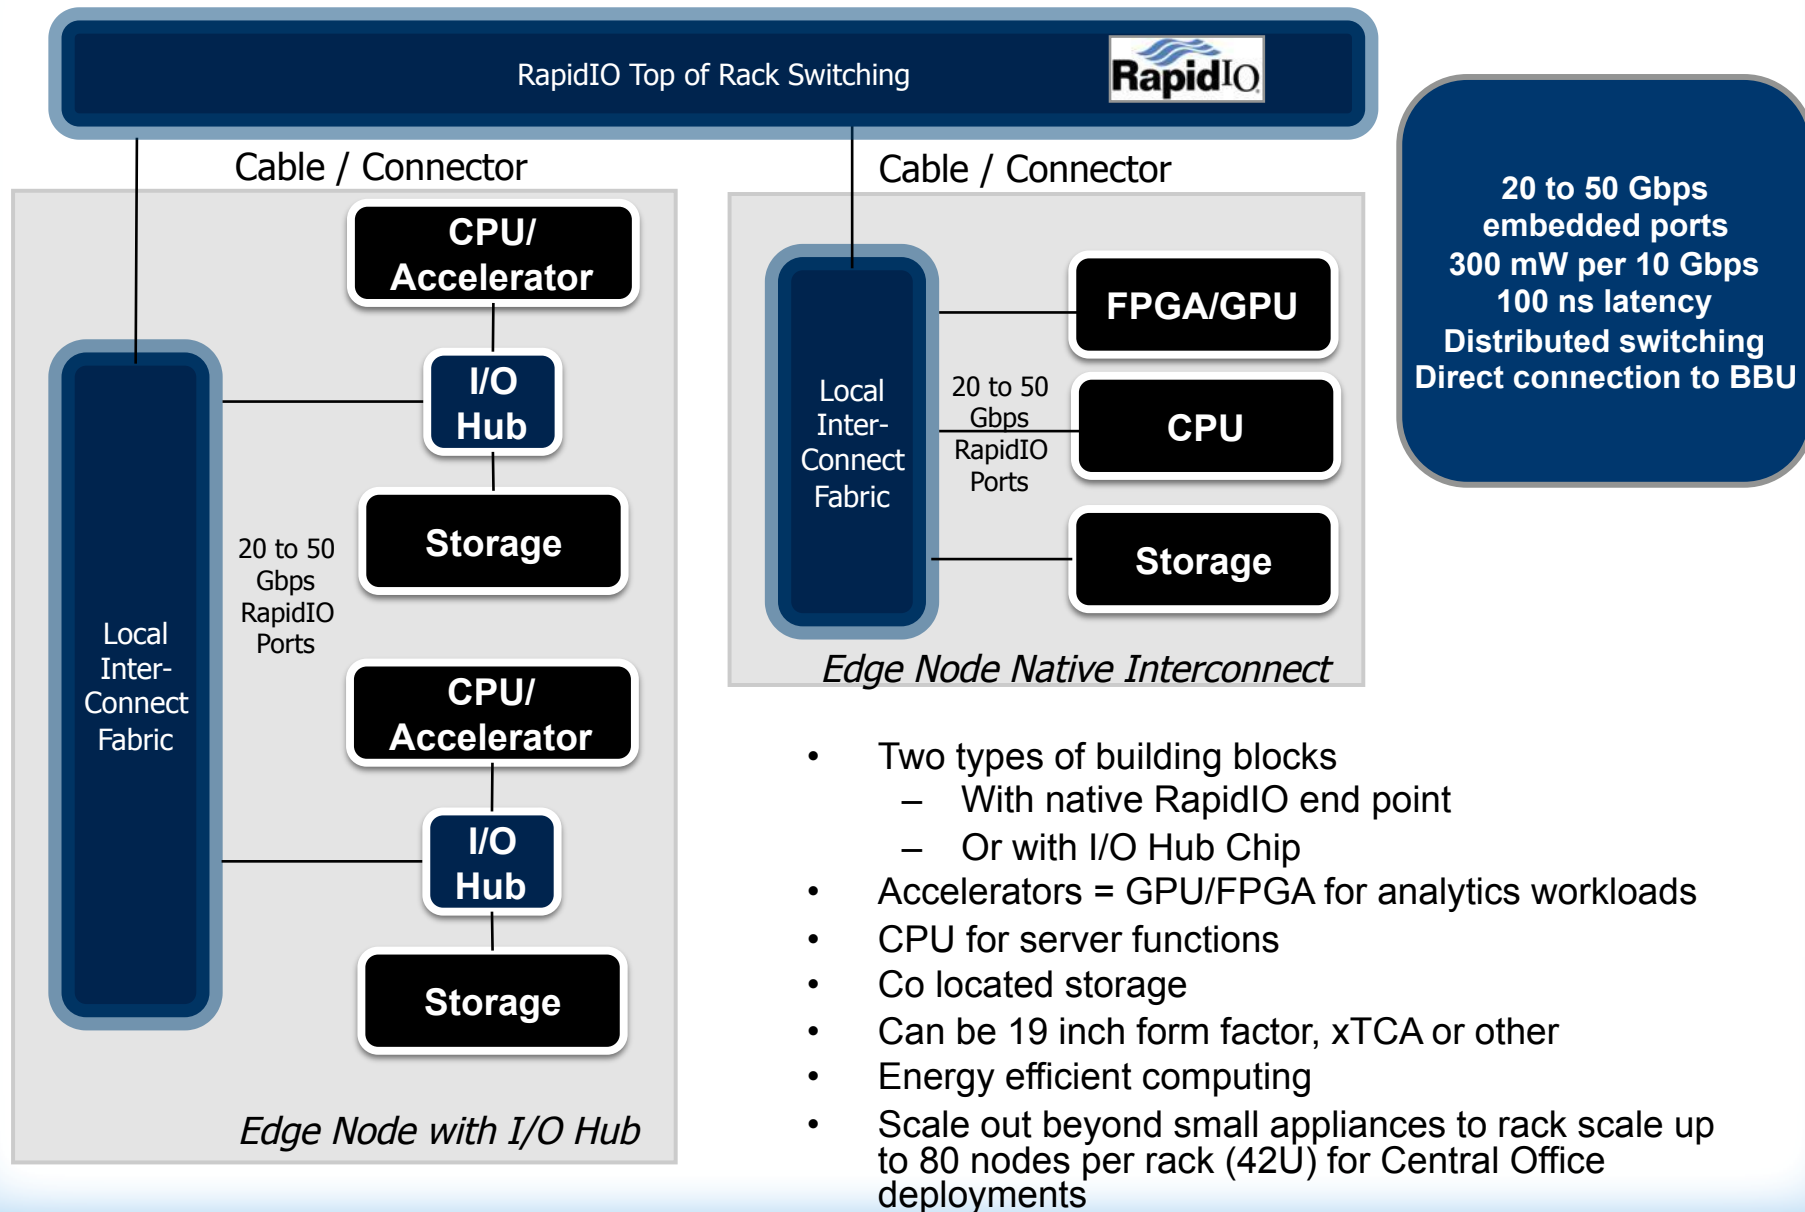 RapidIO Top of Rack Switching
RapidIO
Cable / Connector
CPU/
Accelerator
I/O
Hub
Storage
20 to 50
Gbps
RapidIO
Ports
Local
Inter-
Connect
Fabric
CPU/
Accelerator
I/O
Hub
Storage
Edge Node with I/O Hub
Cable / Connector
FPGA/GPU
Local
Inter-
Connect
Fabric
20 to 50
Gbps
RapidIO
Ports
CPU
Storage
Edge Node Native Interconnect
20 to 50 Gbps
embedded ports
300 mW per 10 Gbps
100 ns latency
Distributed switching
Direct connection to BBU
• Two types of building blocks
– With native RapidIO end point
– Or with I/O Hub Chip
• Accelerators = GPU/FPGA for analytics workloads
• CPU for server functions
• Co located storage
• Can be 19 inch form factor, xTCA or other
• Energy efficient computing
• Scale out beyond small appliances to rack scale up
to 80 nodes per rack (42U) for Central Office
deployments